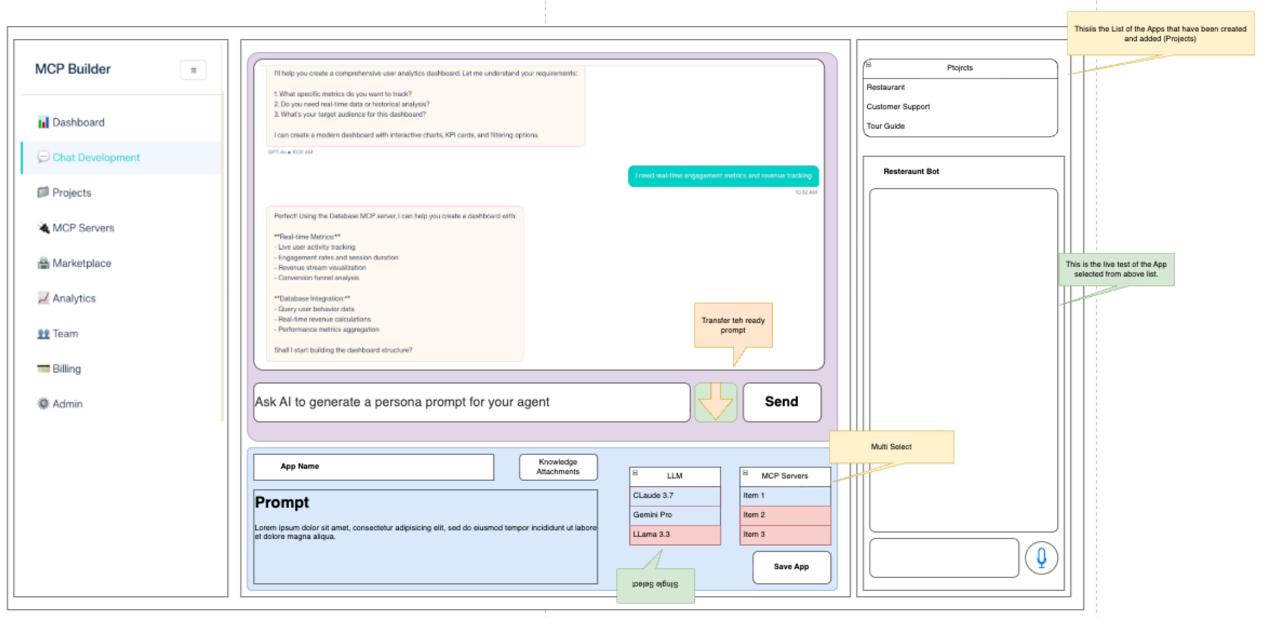 Thisiis the List of the Apps that have been created
and added (Projects)
MCP Builder
≡
Dashboard
Chat Development
Projects
MCP Servers
Marketplace
Analytics
Team
Billing
Admin
I'll help you create a comprehensive user analytics dashboard. Let me understand your requirements:
1. What specific metrics do you want to track?
2. Do you need real-time data or historical analysis?
3. What's your target audience for this dashboard?
I can create a modern dashboard with interactive charts, KPI cards, and filtering options.
I need real-time engagement metrics and revenue tracking
10:32 AM
Perfect! Using the Database MCP server, I can help you create a dashboard with:
**Real-time Metrics:**
- Live user activity tracking
- Engagement rates and session duration
- Revenue stream visualization
- Conversion funnel analysis
**Database Integration:**
- Query user behavior data
- Real-time revenue calculations
- Performance metrics aggregation
Shall I start building the dashboard structure?
Transfer teh ready
prompt
Ask AI to generate a persona prompt for your agent
Send
App Name
Knowledge
Attachments
Prompt
Lorem ipsum dolor sit amet, consectetur adipisicing elit, sed do eiusmod tempor incididunt ut labore
et dolore magna aliqua.
LLM
CLaude 3.7
Gemini Pro
LLama 3.3
Single Select
MCP Servers
Item 1
Item 2
Item 3
Multi Select
Save App
Ptojrcts
Restaurant
Customer Support
Tour Guide
Resteraunt Bot
This is the live test of the App
selected from above list.